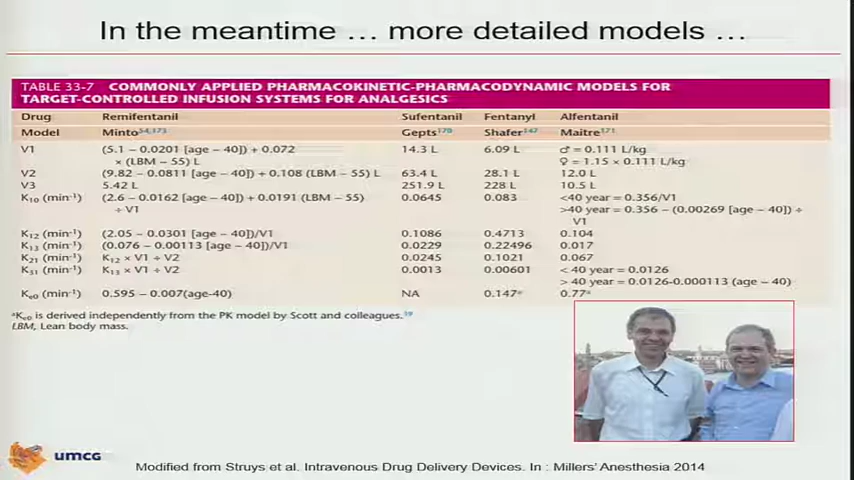 In the meantime … more detailed models …
TABLE 33-7 COMMONLY APPLIED PHARMACOKINETIC-PHARMACODYNAMIC MODELS FOR
TARGET-CONTROLLED INFUSION SYSTEMS FOR ANALGESICS
Drug Remifentanil Sufentanil Fentanyl Alfentanil
Model Minto54,173 Gepts170 Shafer147 Maitre171
V1 (5.1 – 0.0201 [age – 40]) + 0.072 14.3 L 6.09 L ♂ = 0.111 L/kg
× (LBM – 55) L ♀ = 1.15 × 0.111 L/kg
V2 (9.82 – 0.0811 [age – 40]) + 0.108 (LBM – 55) L 63.4 L 28.1 L 12.0 L
V3 5.42 L 251.9 L 228 L 10.5 L
K10 (min-1) (2.6 – 0.0162 [age – 40]) + 0.0191 (LBM – 55) 0.0645 0.083 <40 year = 0.356/V1
÷ V1 >40 year = 0.356 – (0.00269 [age – 40]) ÷
V1
K12 (min-1) (2.05 – 0.0301 [age – 40])/V1 0.1086 0.4713 0.104
K13 (min-1) (0.076 – 0.00113 [age – 40])/V1 0.0229 0.22496 0.017
K21 (min-1) K12 × V1 ÷ V2 0.0245 0.1021 0.067
K31 (min-1) K13 × V1 ÷ V2 0.0013 0.00601 < 40 year = 0.0126
> 40 year = 0.0126-0.000113 (age – 40)
Ke0 (min-1) 0.595 – 0.007(age-40) NA 0.147a 0.77a
aKe0 is derived independently from the PK model by Scott and colleagues.39
LBM, Lean body mass.
umcg
Modified from Struys et al. Intravenous Drug Delivery Devices. In : Millers' Anesthesia 2014